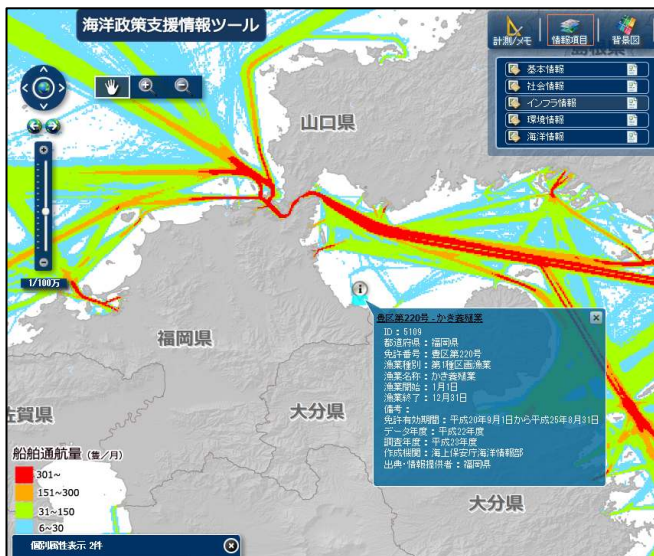 海洋政策支援情報ツール
計測/メモ
情報項目
背景図
基本情報
社会情報
インフラ情報
環境情報
海洋情報
山口県
1/100万
福岡県
佐賀県
大分県
大分県
豊区第220号-かき養殖業
ID:5189
都道府県:福岡県
免許番号:豊区第220号
漁業種別:第1種区画漁業
漁業名称:かき養殖業
漁業開始:1月1日
漁業終了:12月31日
備考:
免許有効期間:平成20年9月1日から平成25年8月31日
データ年度:平成22年度
調査年度:平成23年度
作成機関:海上保安庁海洋情報部
出典・情報提供者:福岡県
船舶通航量(隻/月)
301~
151~300
31~150
6~30
個別属性表示 2件